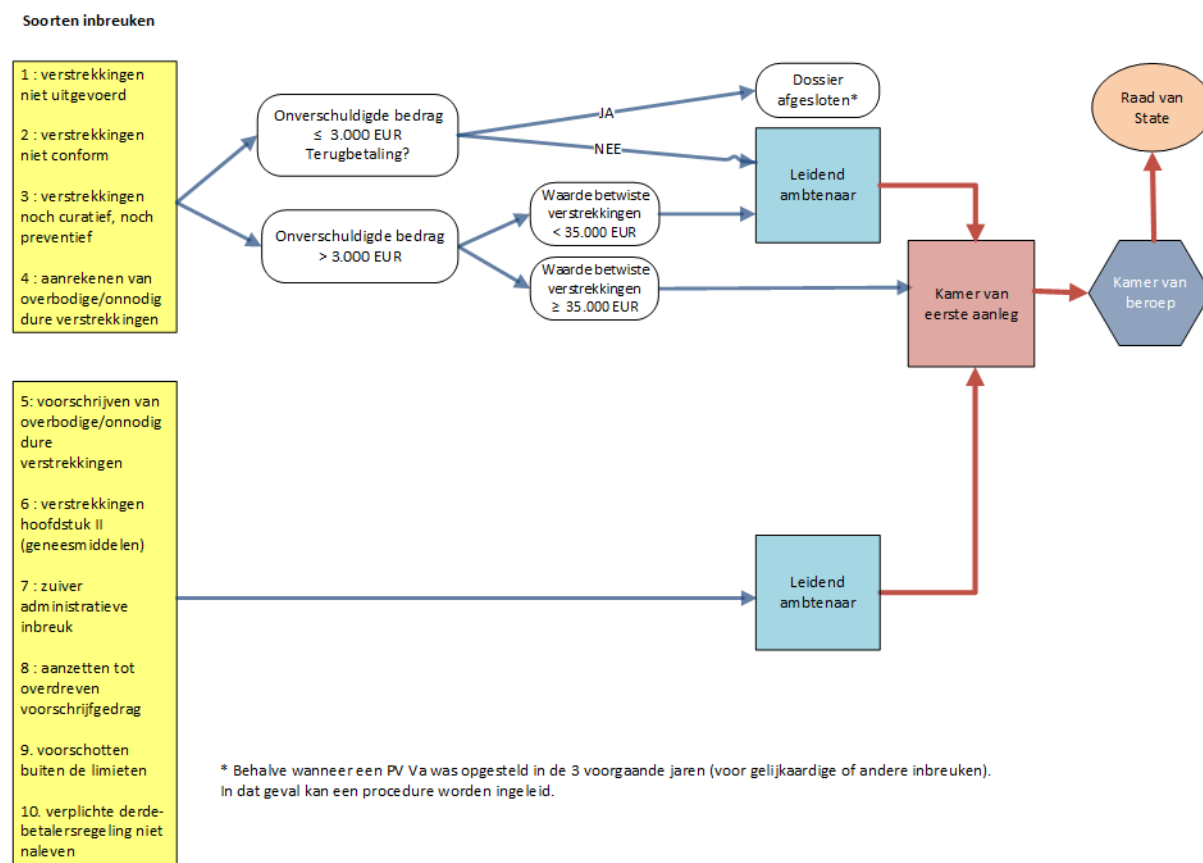 Soorten inbreuken
1 : verstrekkingen
niet uitgevoerd
2 : verstrekkingen
niet conform
3 : verstrekkingen
noch curatief, noch
preventief
4 : aanrekenen van
overbodige/onnodig
dure verstrekkingen
Onverschuldigde bedrag
≤ 3.000 EUR
Terugbetaling?
Onverschuldigde bedrag
> 3.000 EUR
JA
NEE
Waarde betwiste
verstrekkingen
< 35.000 EUR
Waarde betwiste
verstrekkingen
≥ 35.000 EUR
Dossier
afgesloten*
Leidend
ambtenaar
Kamer van
eerste aanleg
Raad van
State
Kamer van
beroep
5: voorschrijven van
overbodige/onnodig
dure
verstrekkingen
6 : verstrekkingen
hoofdstuk II
(geneesmiddelen)
7 : zuiver
administratieve
inbreuk
8 : aanzetten tot
overdreven
voorschrijfgedrag
9. voorschotten
buiten de limieten
10. verplichte derde-
betalersregeling niet
naleven
Leidend
ambtenaar
* Behalve wanneer een PV Va was opgesteld in de 3 voorgaande jaren (voor gelijkaardige of andere inbreuken).
In dat geval kan een procedure worden ingeleid.